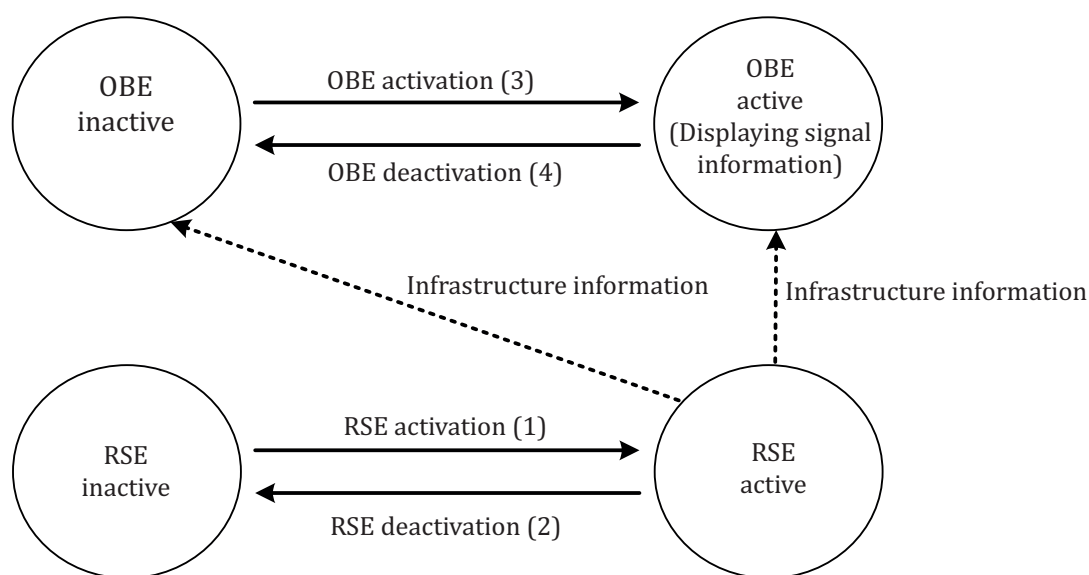 OBE
inactive
OBE activation (3)
OBE deactivation (4)
OBE
active
(Displaying signal
information)
Infrastructure information
Infrastructure information
RSE
inactive
RSE activation (1)
RSE deactivation (2)
RSE
active